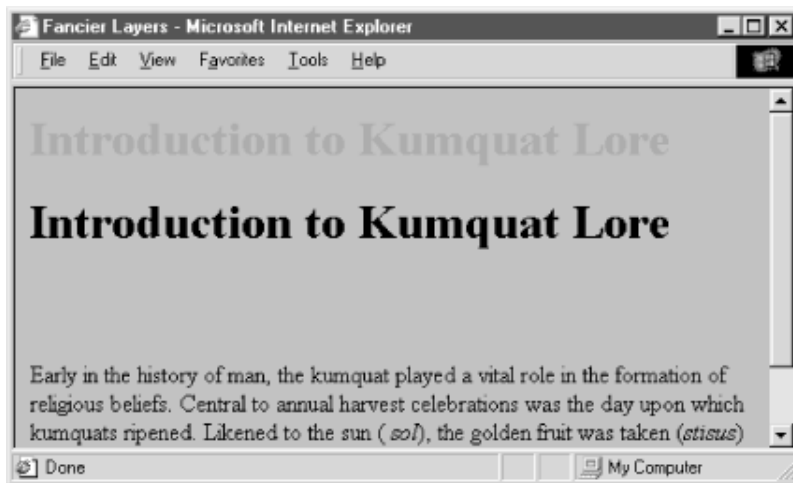 Fancier Layers - Microsoft Internet Explorer
File Edit View Favorites Tools Help
Introduction to Kumquat Lore
Introduction to Kumquat Lore
Early in the history of man, the kumquat played a vital role in the formation of
religious beliefs. Central to annual harvest celebrations was the day upon which
kumquats ripened. Likened to the sun ( sol), the golden fruit was taken (stisus)
Done My Computer